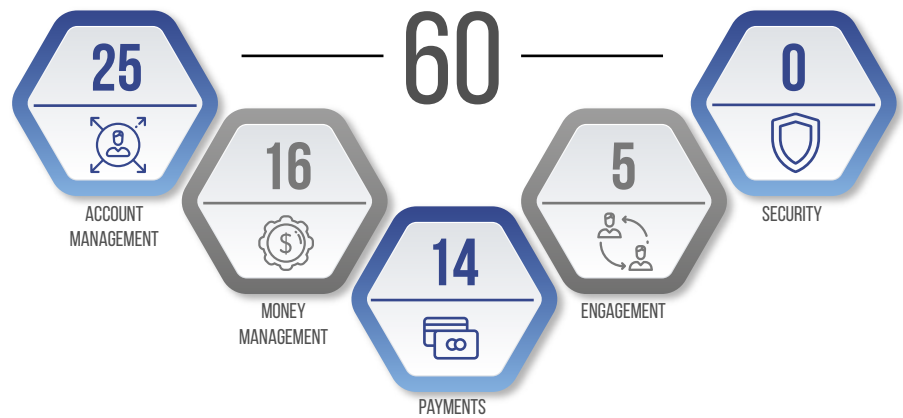 60
25
ACCOUNT
MANAGEMENT
16
$
MONEY
MANAGEMENT
14
PAYMENTS
5
ENGAGEMENT
0
SECURITY